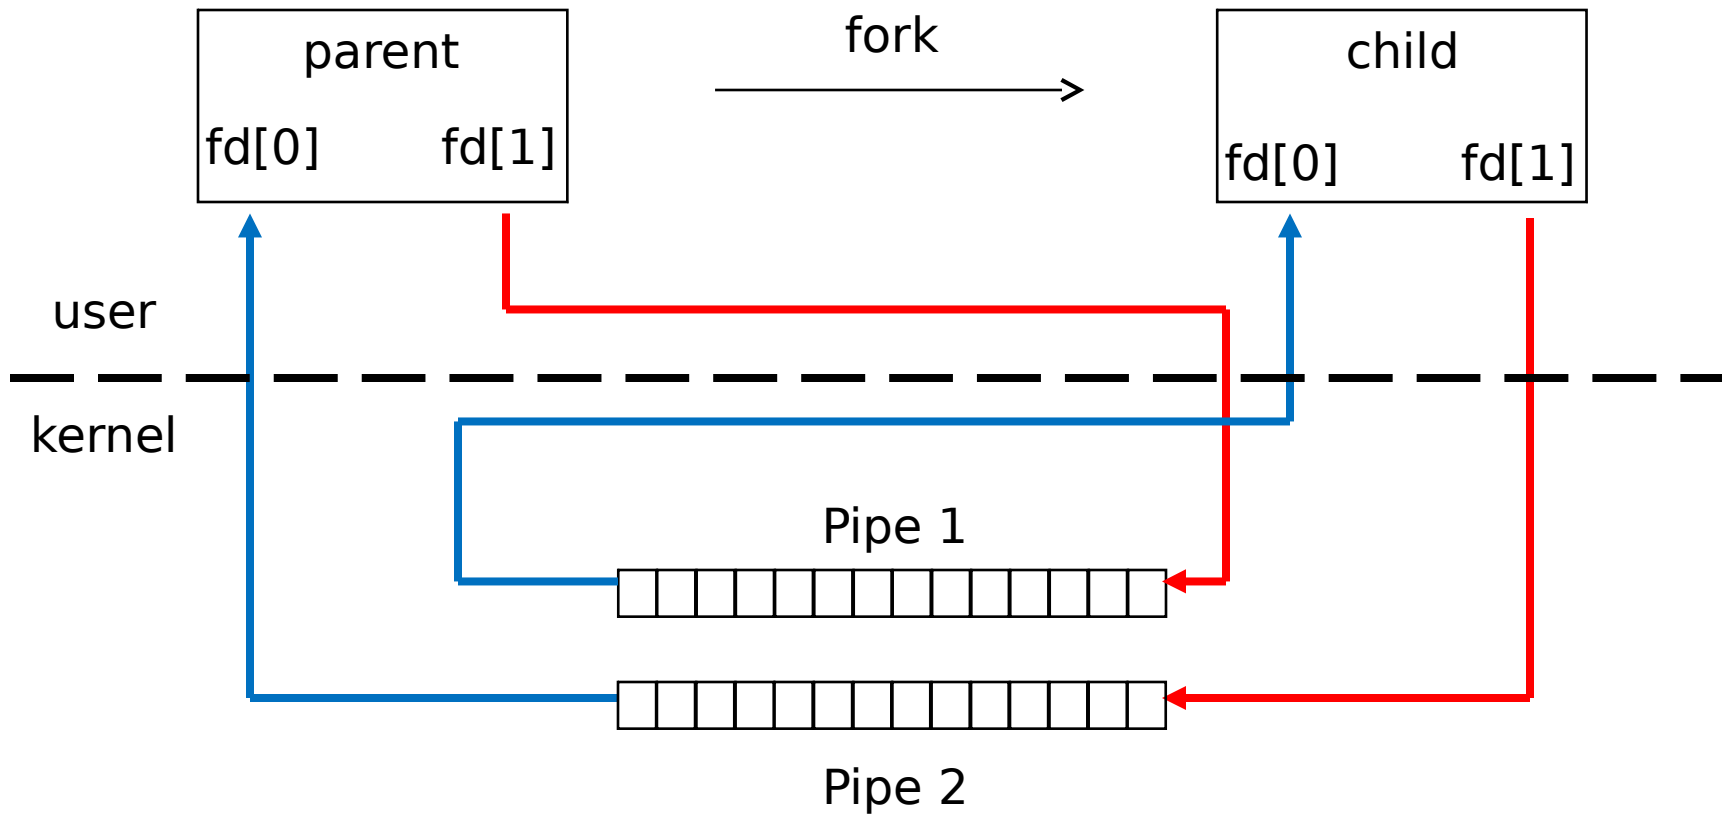 parent
fork
child
fd[0]
fd[1]
fd[0]
fd[1]
user
kernel
Pipe 1
Pipe 2